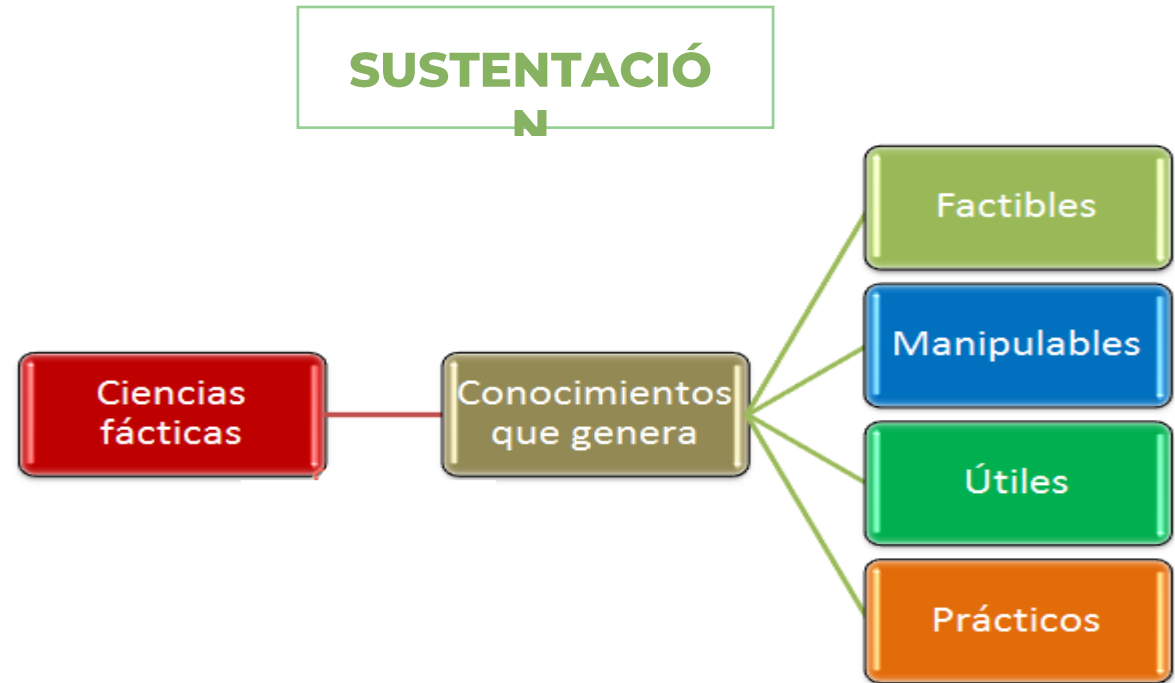 SUSTENTACIÓ
N
Factibles
Manipulables
Ciencias
fácticas
Conocimientos
que genera
Útiles
Prácticos